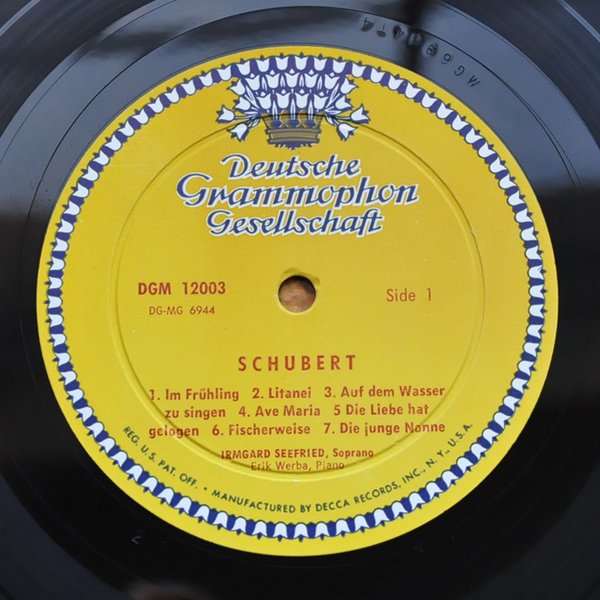 Deutsche
Grammophon
Gesellschaft
DGM 12003
DG-MG 6944
Side 1
SCHUBERT
1. Im Frühling 2. Litanei 3. Auf dem Wasser
zu singen 4. Ave Maria 5 Die Liebe hat
gelogen 6. Fischerweise 7. Die junge Nonne
IRMGARD SEEFRIED, Soprano
Erik Werba, Piano
REG. U.S. PAT. OFF. • MANUFACTURED BY DECCA RECORDS, INC., N. Y., U.S.A.
2